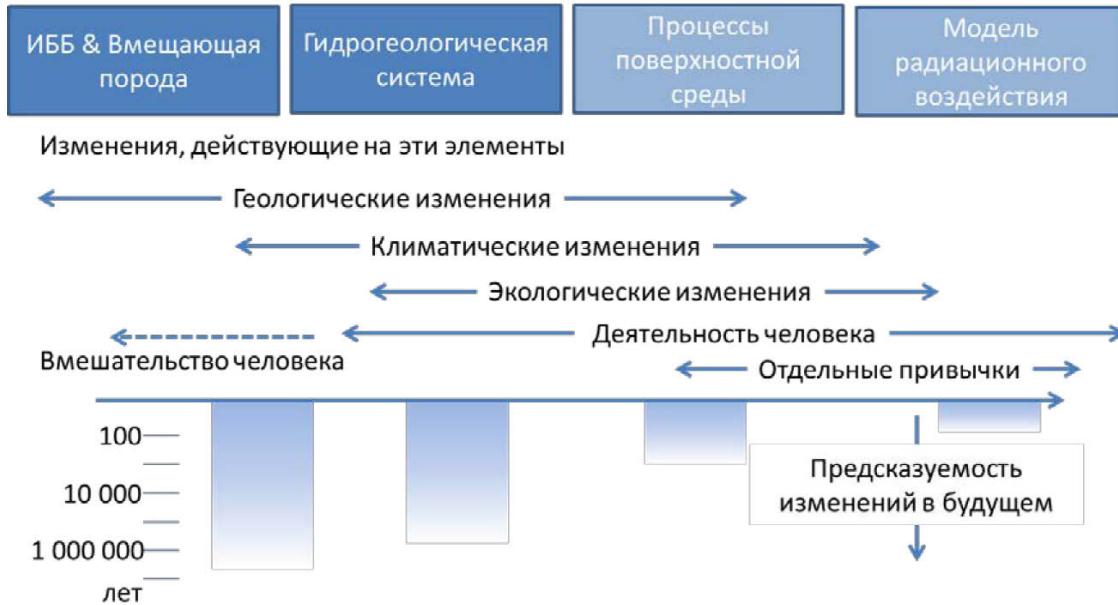 ИББ & Вмещающая
порода
Гидрогеологическая
система
Процессы
поверхностной
среды
Модель
радиационного
воздействия
Изменения, действующие на эти элементы
Геологические изменения
Климатические изменения
Экологические изменения
Деятельность человека
Вмешательство человека
Отдельные привычки
100
10 000
1 000 000
лет
Предсказуемость
изменений в будущем